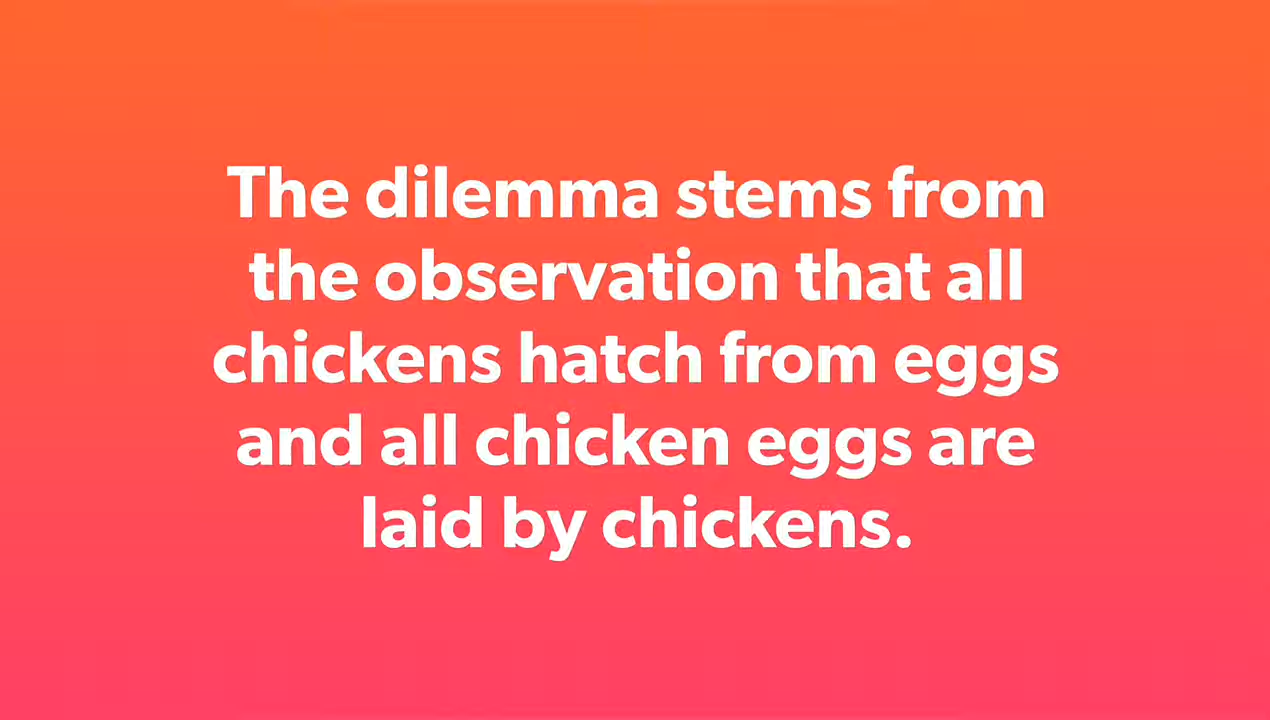 The dilemma stems from
the observation that all
chickens hatch from eggs
and all chicken eggs are
laid by chickens.